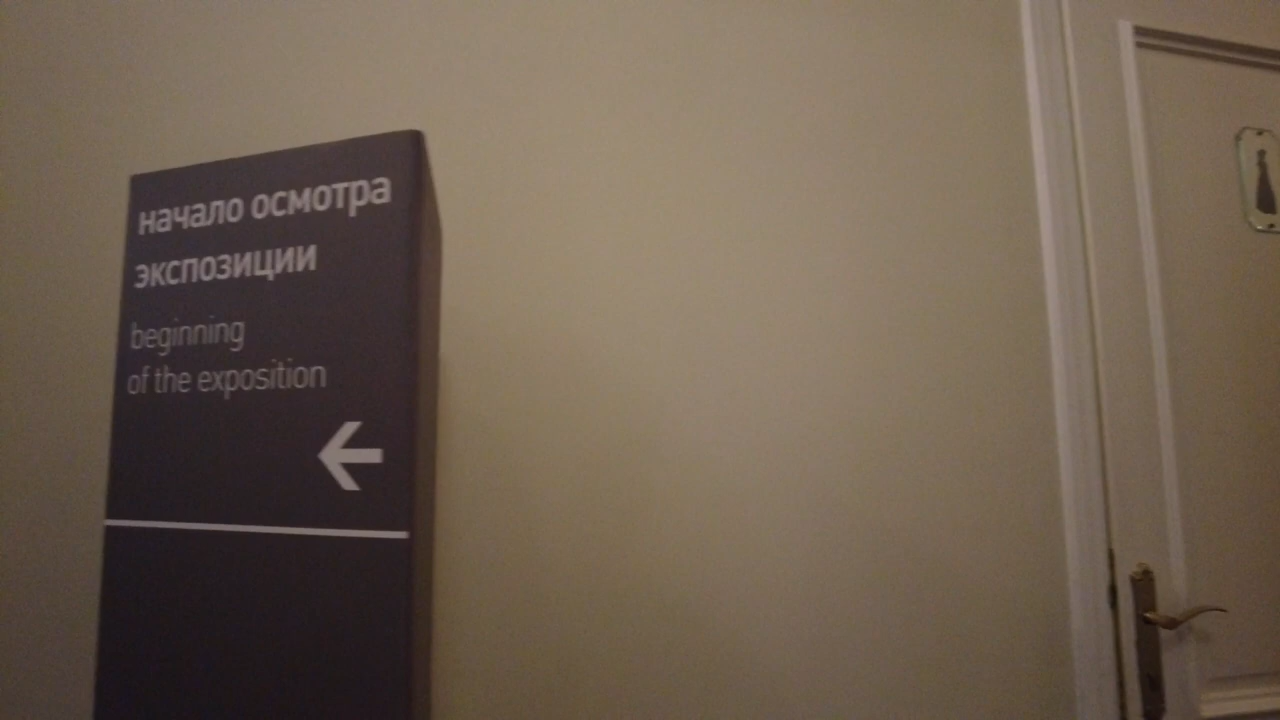 начало осмотра
экспозиции
beginning
of the exposition